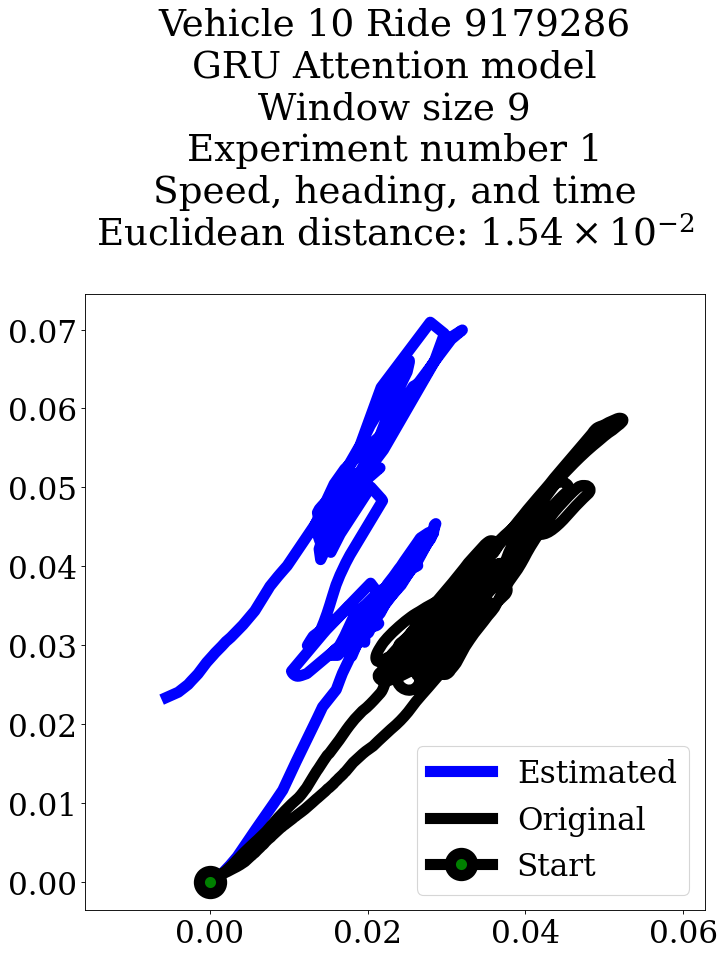 Vehicle 10 Ride 9179286
GRU Attention model
Window size 9
Experiment number 1
Speed, heading, and time
Euclidean distance: 1.54 × 10⁻²
0.07
0.06
0.05
0.04
0.03
0.02
0.01
0.00
Estimated
Original
Start
0.00 0.02 0.04 0.06